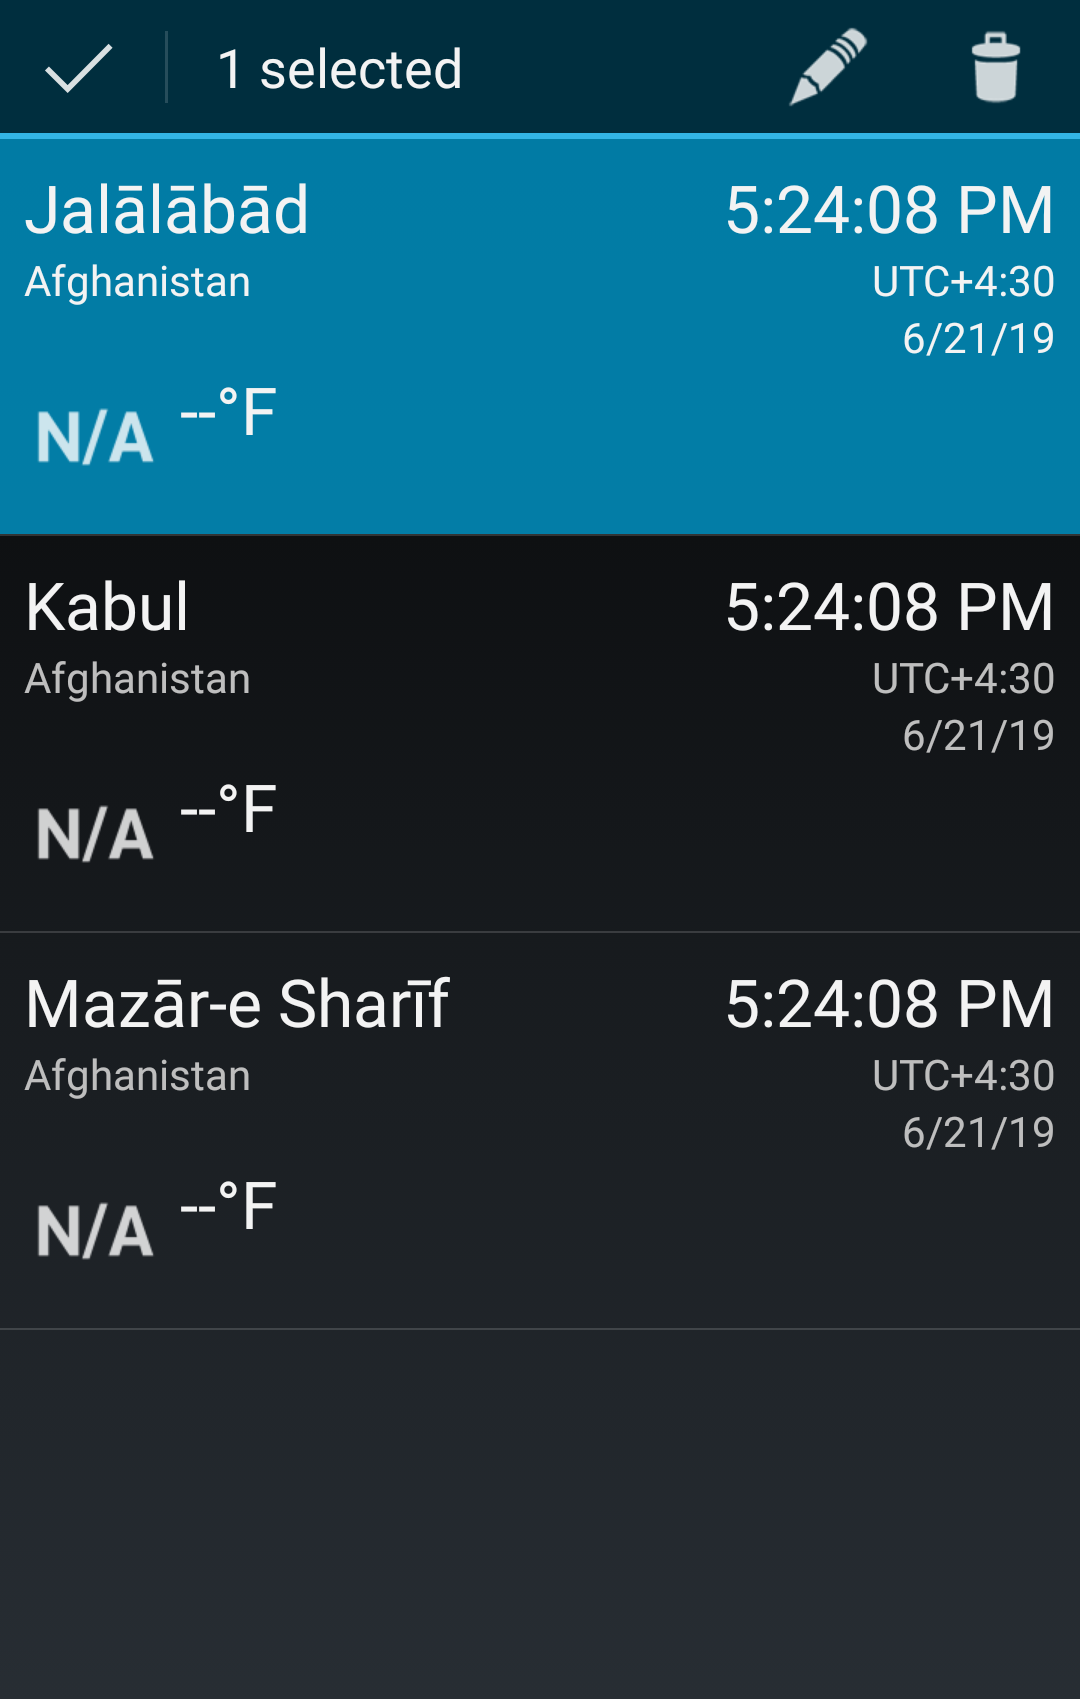 1 selected
Jalālābād 5:24:08 PM
Afghanistan UTC+4:30
6/21/19
N/A --°F
Kabul 5:24:08 PM
Afghanistan UTC+4:30
6/21/19
N/A --°F
Mazār-e Sharīf 5:24:08 PM
Afghanistan UTC+4:30
6/21/19
N/A --°F